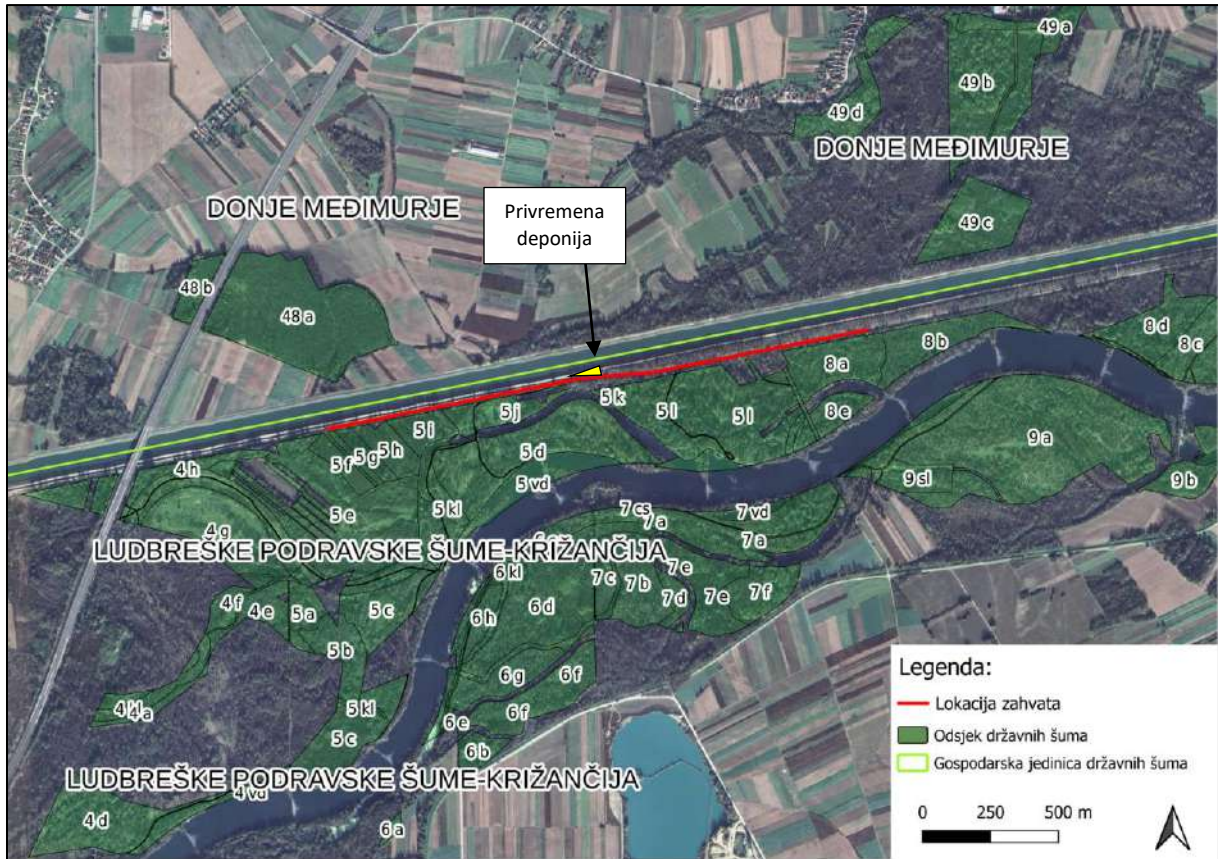 49 a
49 b
49 d
DONJE MEĐIMURJE
Privremena
deponija
DONJE MEĐIMURJE
49 c
48 b
48 a
8 d
8 c
8 b
8 a
8 e
5 k
5 j
5 l
5 l
5 i
5 h
5 g
5 f
5 d
9 a
4 h
9 sl
9 b
5 vd
5 e
5 kl
7 cs
7 vd
7 a
7 a
4 g
LUDBREŠKE PODRAVSKE ŠUME-KRIŽANČIJA
6 kl
7 c
7 b
7 e
7 d
7 e
7 f
4 f
4 e
5 a
5 c
6 h
6 d
5 b
6 g
6 f
4 a
5 kl
6 f
6 e
5 c
6 b
LUDBREŠKE PODRAVSKE ŠUME-KRIŽANČIJA
4 vd
4 d
6 a
Legenda:
Lokacija zahvata
Odsjek državnih šuma
Gospodarska jedinica državnih šuma
0 250 500 m